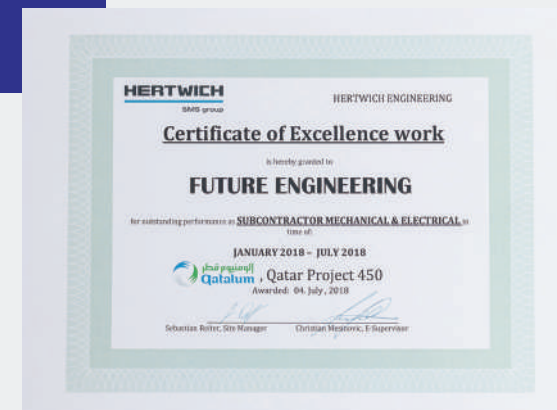 HERTWICH
SMS group
HERTWICH ENGINEERING
Certificate of Excellence work
is hereby granted to
FUTURE ENGINEERING
for outstanding performance as SUBCONTRACTOR MECHANICAL & ELECTRICAL in
time of:
JANUARY 2018 – JULY 2018
ألومنيوم قطر
Qatalum , Qatar Project 450
Awarded: 04. July , 2018
Sebastian Reiter, Site Manager Christian E-Supervisor